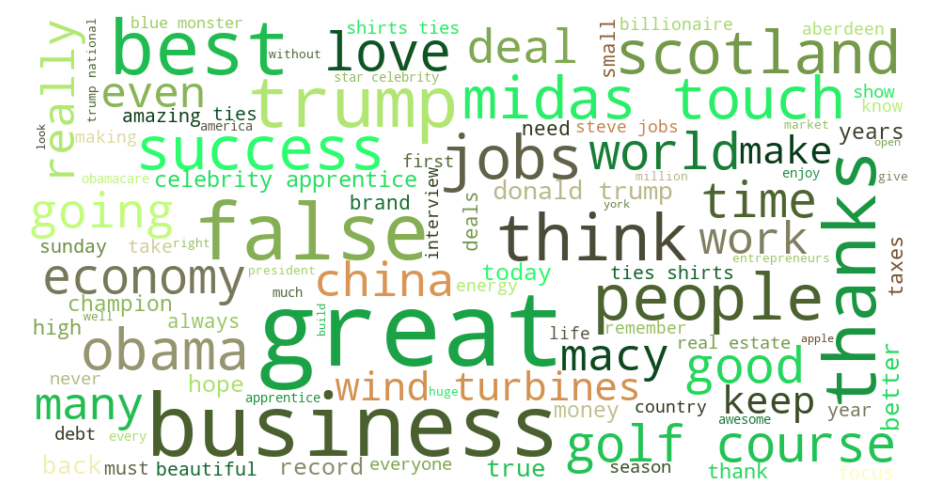 blue monster
shirts ties
billionaire
aberdeen
best
love
deal
small
scotland
really
trump national
without
star celebrity
even
trump
midas touch
show
know
amazing
ties
america
need
steve jobs
market
years
look
making
success
first
jobs
world
make
open
obamacare
celebrity apprentice
interview
million
enjoy
give
donald trump
going
brand
deals
york
time
thanks
false
think
work
sunday
take
right
entrepreneurs
taxes
economy
president
china
today
ties shirts
much
energy
people
champion
high
well
always
build
great
life
remember
apple
obama
macy
real estate
good
better
never
hope
apprentice
wind turbines
huge
keep
many
business
money
country
year
awesome
debt
every
golf course
back
must
beautiful
record
everyone
true
season
thank
focus